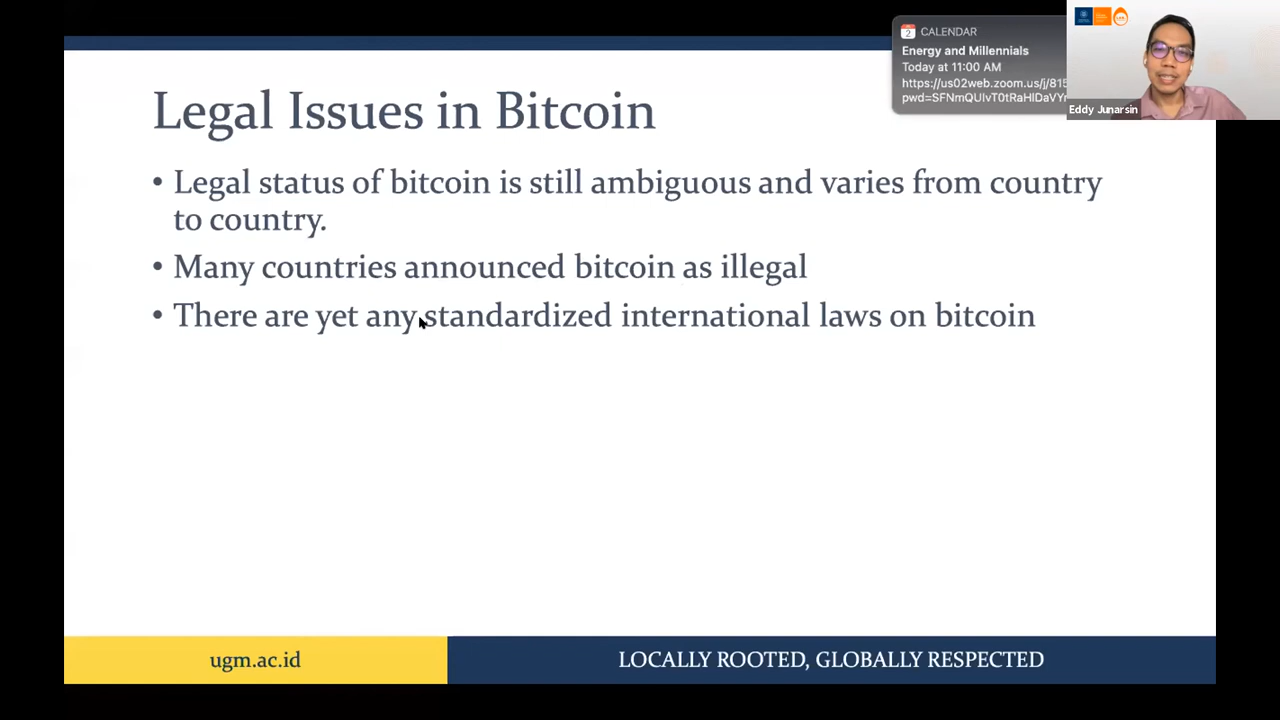 Legal Issues in Bitcoin
• Legal status of bitcoin is still ambiguous and varies from country
to country.
• Many countries announced bitcoin as illegal
• There are yet any standardized international laws on bitcoin
ugm.ac.id
LOCALLY ROOTED, GLOBALLY RESPECTED
2
CALENDAR
Energy and Millennials
Today at 11:00 AM
https://us02web.zoom.us/j/815
Eddy Junarsin